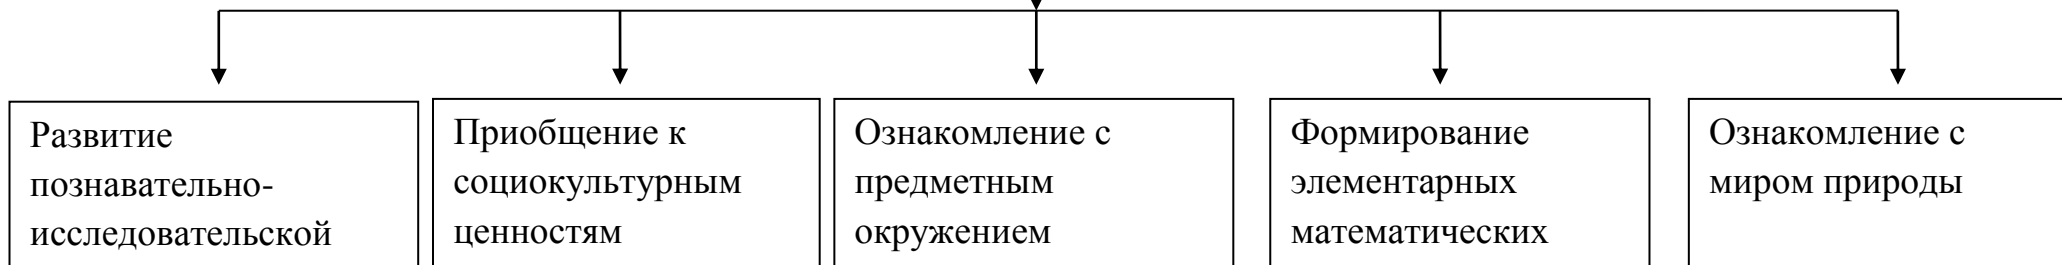 Развитие
познавательно-
исследовательской
Приобщение к
социокультурным
ценностям
Ознакомление с
предметным
окружением
Формирование
элементарных
математических
Ознакомление с
миром природы